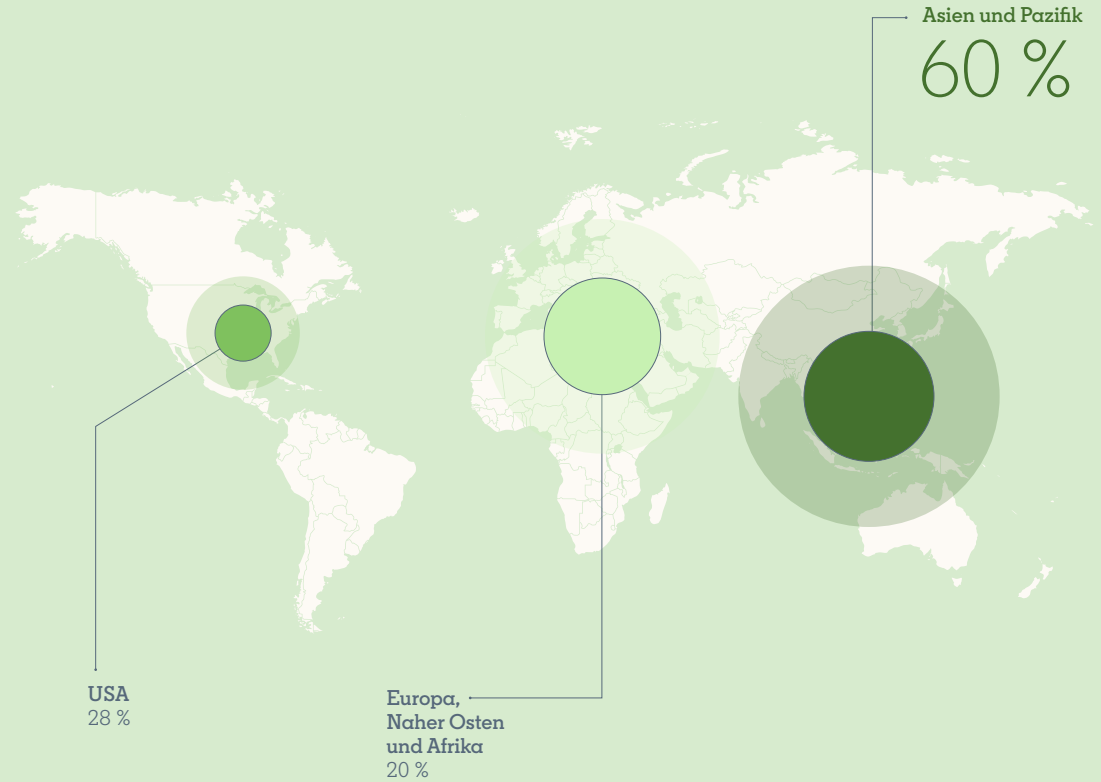 Asien und Pazifik
60 %
USA
28 %
Europa,
Naher Osten
und Afrika
20 %